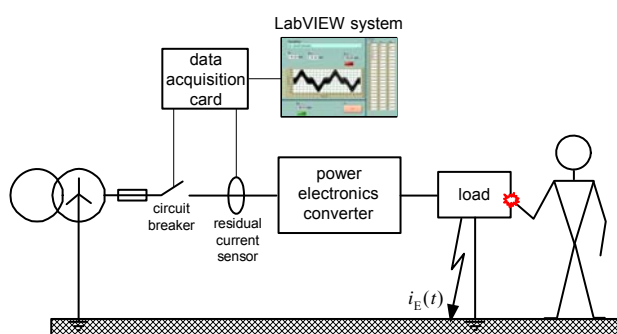 LabVIEW system
data
acquisition
card
circuit
breaker
residual
current
sensor
power
electronics
converter
load
i_E(t)